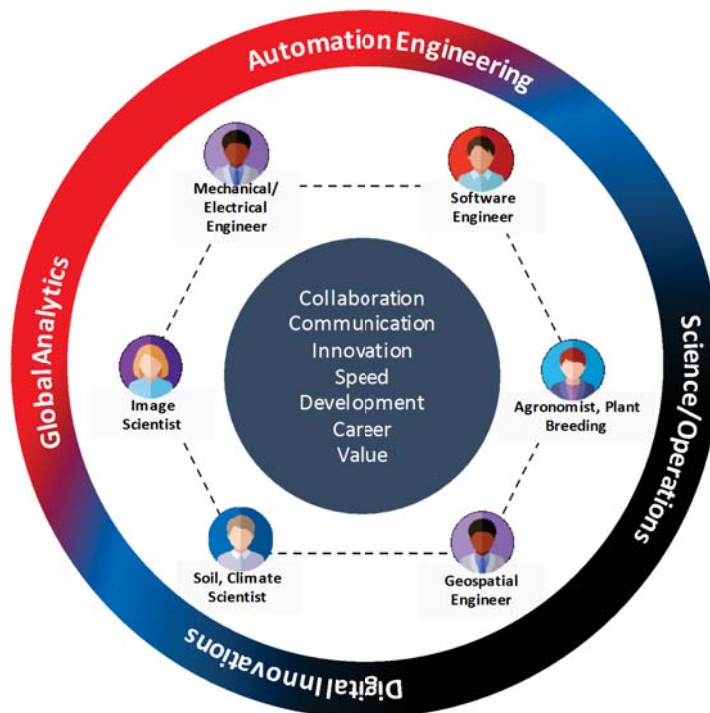 Automation Engineering
Mechanical/
Electrical
Engineer
Software
Engineer
Global Analytics
Collaboration
Communication
Innovation
Speed
Development
Career
Value
Science/Operations
Image
Scientist
Agronomist, Plant
Breeding
Soil, Climate
Scientist
Geospatial
Engineer
Digital Innovations